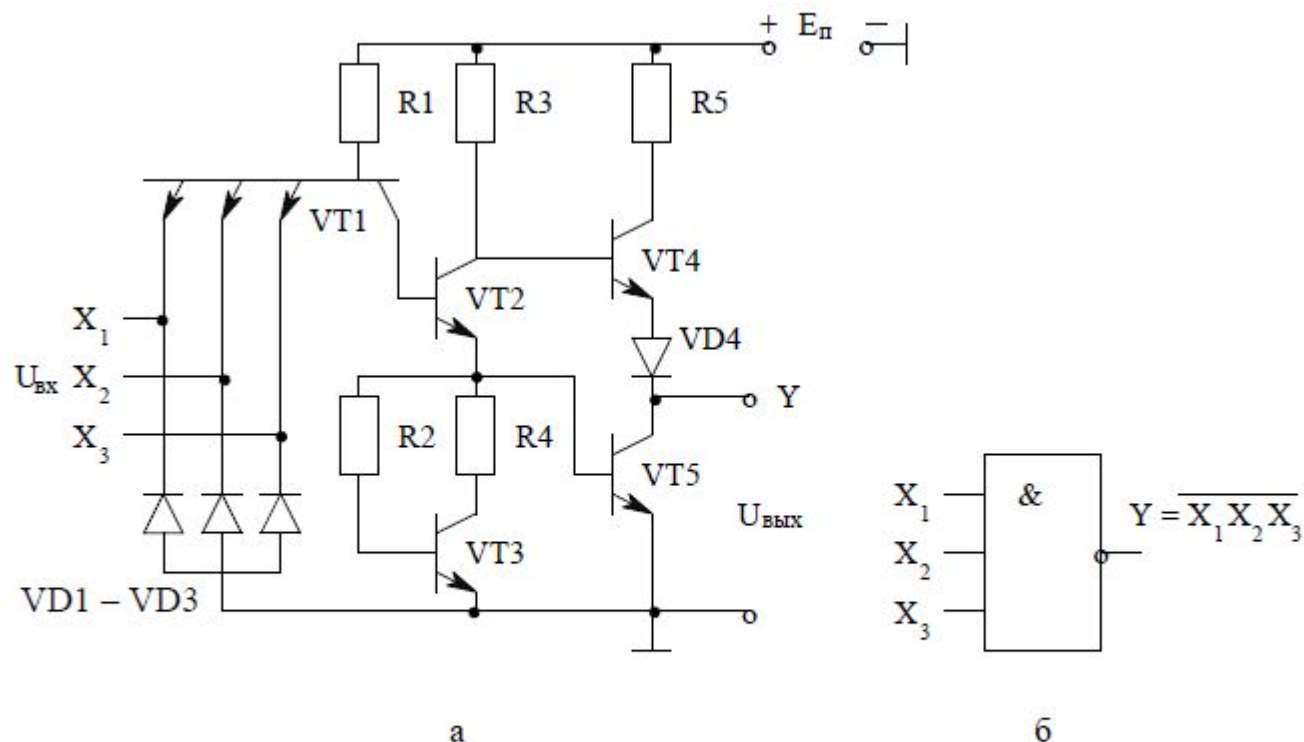 + Eп −
R1
R3
R5
VT1
VT4
VT2
VD4
X1
Uвх X2
Y
X3
R2
R4
VT5
Uвых
VT3
VD1 – VD3
X1
&
Y = X1X2X3
X2
X3
а
б